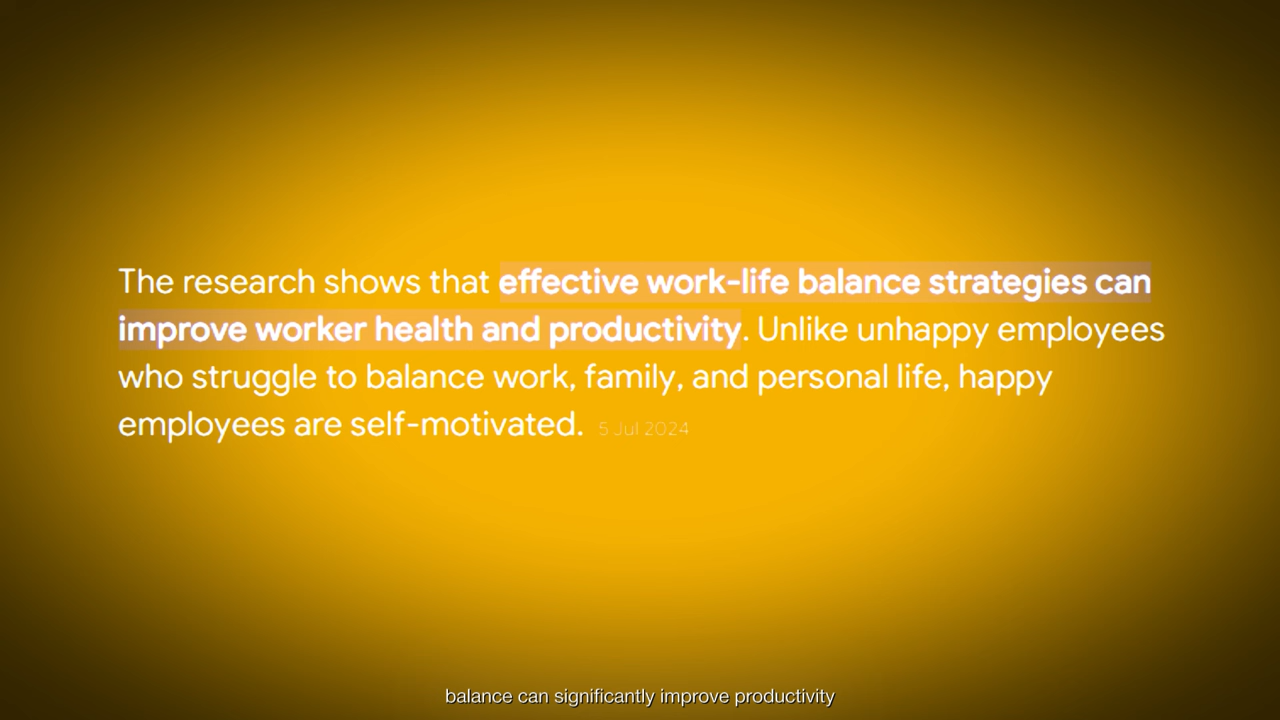 The research shows that effective work-life balance strategies can
improve worker health and productivity. Unlike unhappy employees
who struggle to balance work, family, and personal life, happy
employees are self-motivated. 5 Jul 2024
balance can significantly improve productivity